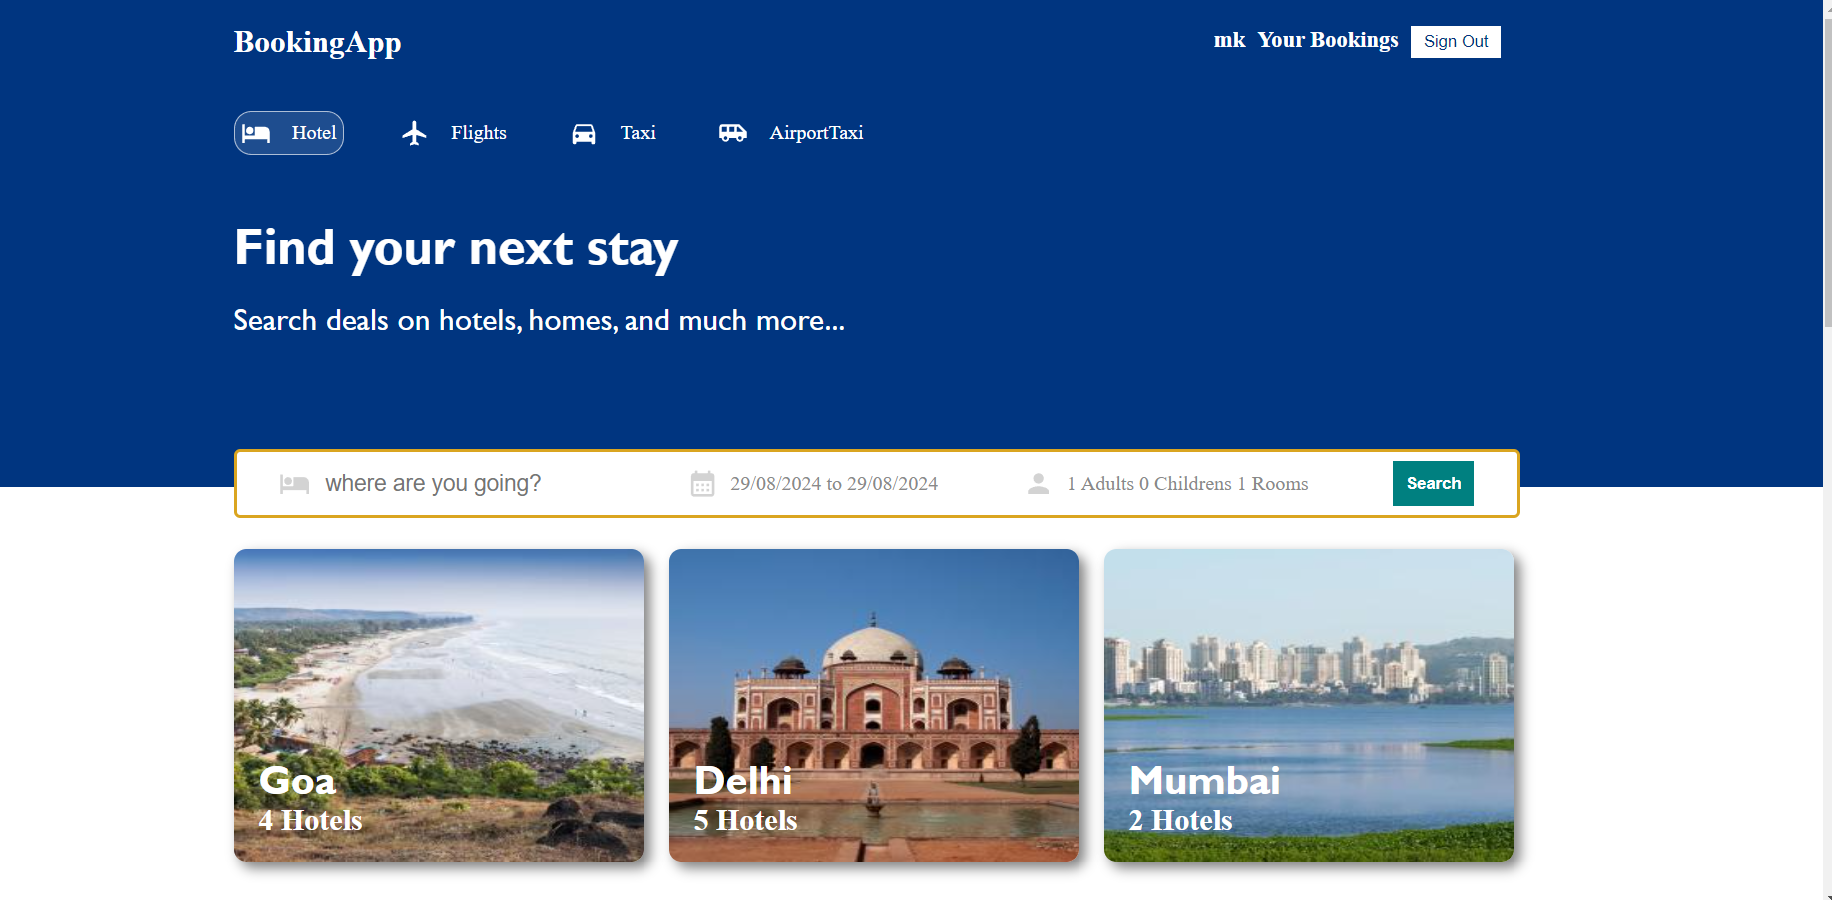 BookingApp
mk Your Bookings Sign Out
Hotel Flights Taxi AirportTaxi
Find your next stay
Search deals on hotels, homes, and much more...
where are you going? 29/08/2024 to 29/08/2024 1 Adults 0 Childrens 1 Rooms Search
Goa
4 Hotels
Delhi
5 Hotels
Mumbai
2 Hotels